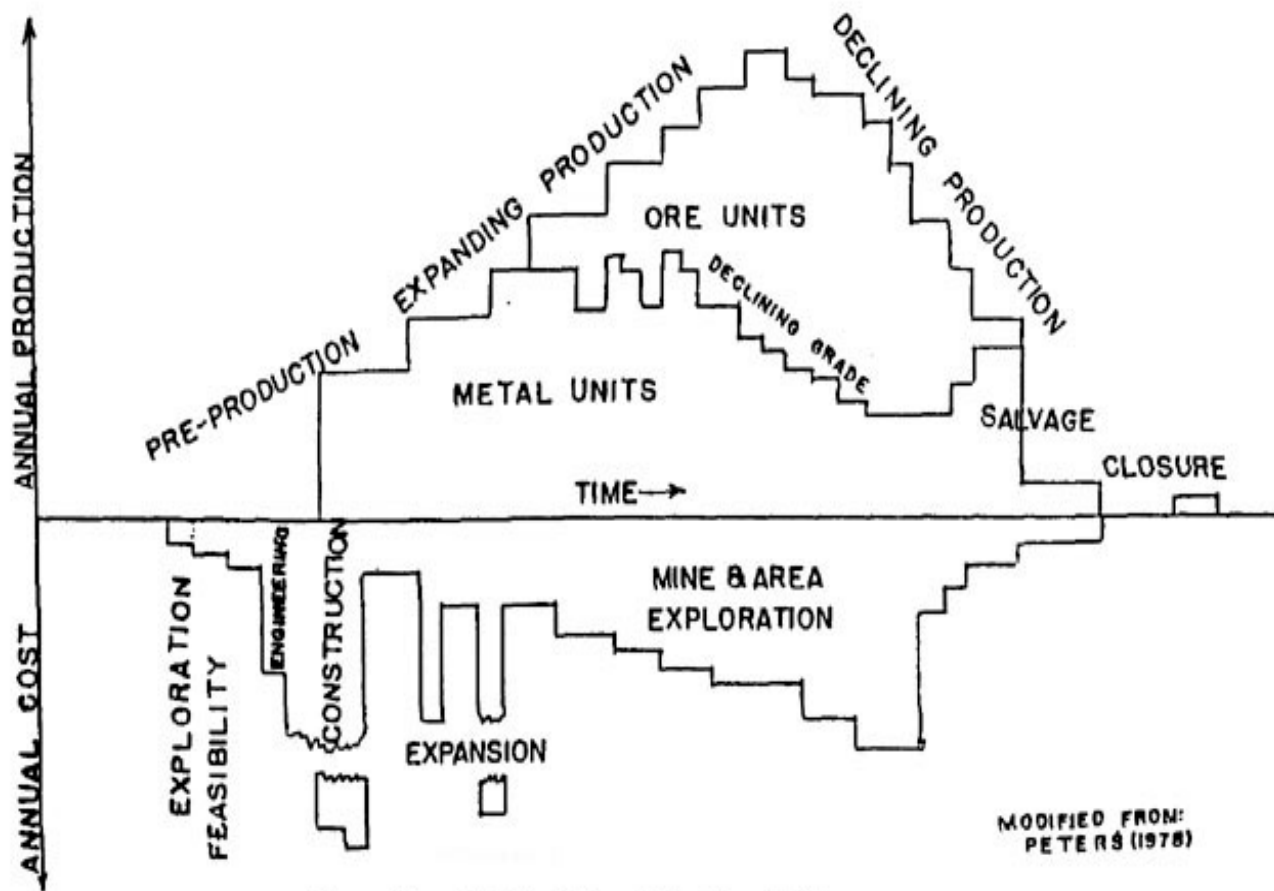 ANNUAL PRODUCTION
PRE-PRODUCTION
EXPANDING PRODUCTION
DECLINING PRODUCTION
ORE UNITS
DECLINING GRADE
METAL UNITS
SALVAGE
TIME→
CLOSURE
ANNUAL COST
EXPLORATION
FEASIBILITY
ENGINEERING
CONSTRUCTION
EXPANSION
MINE & AREA
EXPLORATION
MODIFIED FROM:
PETERS (1978)